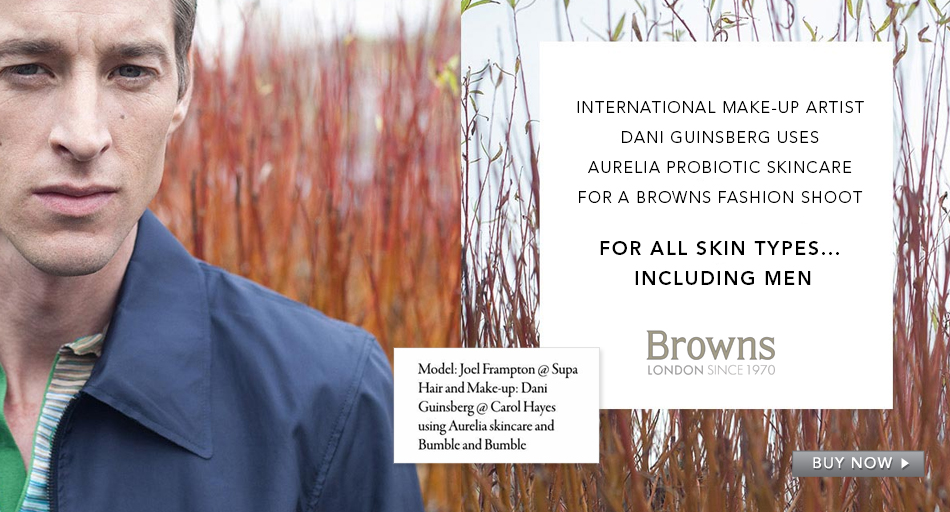 INTERNATIONAL MAKE-UP ARTIST
DANI GUINSBERG USES
AURELIA PROBIOTIC SKINCARE
FOR A BROWNS FASHION SHOOT
FOR ALL SKIN TYPES...
INCLUDING MEN
Browns
LONDON SINCE 1970
Model: Joel Frampton @ Supa
Hair and Make-up: Dani
Guinsberg @ Carol Hayes
using Aurelia skincare and
Bumble and Bumble
BUY NOW